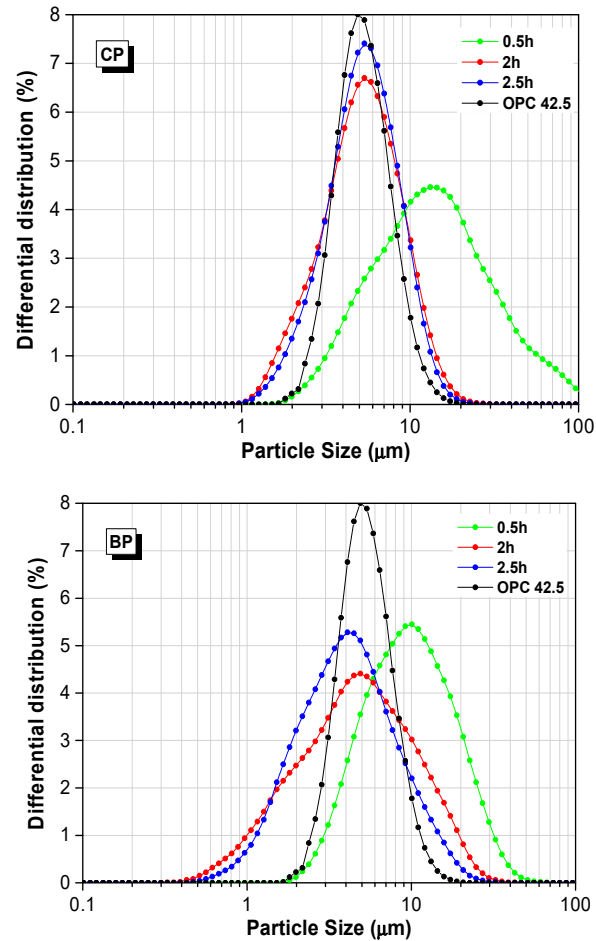 8
7
6
5
4
3
2
1
0
Differential distribution (%)
CP
0.5h
2h
2.5h
OPC 42.5
0.1 1 10 100
Particle Size (μm)
8
7
6
5
4
3
2
1
0
Differential distribution (%)
BP
0.5h
2h
2.5h
OPC 42.5
0.1 1 10 100
Particle Size (μm)